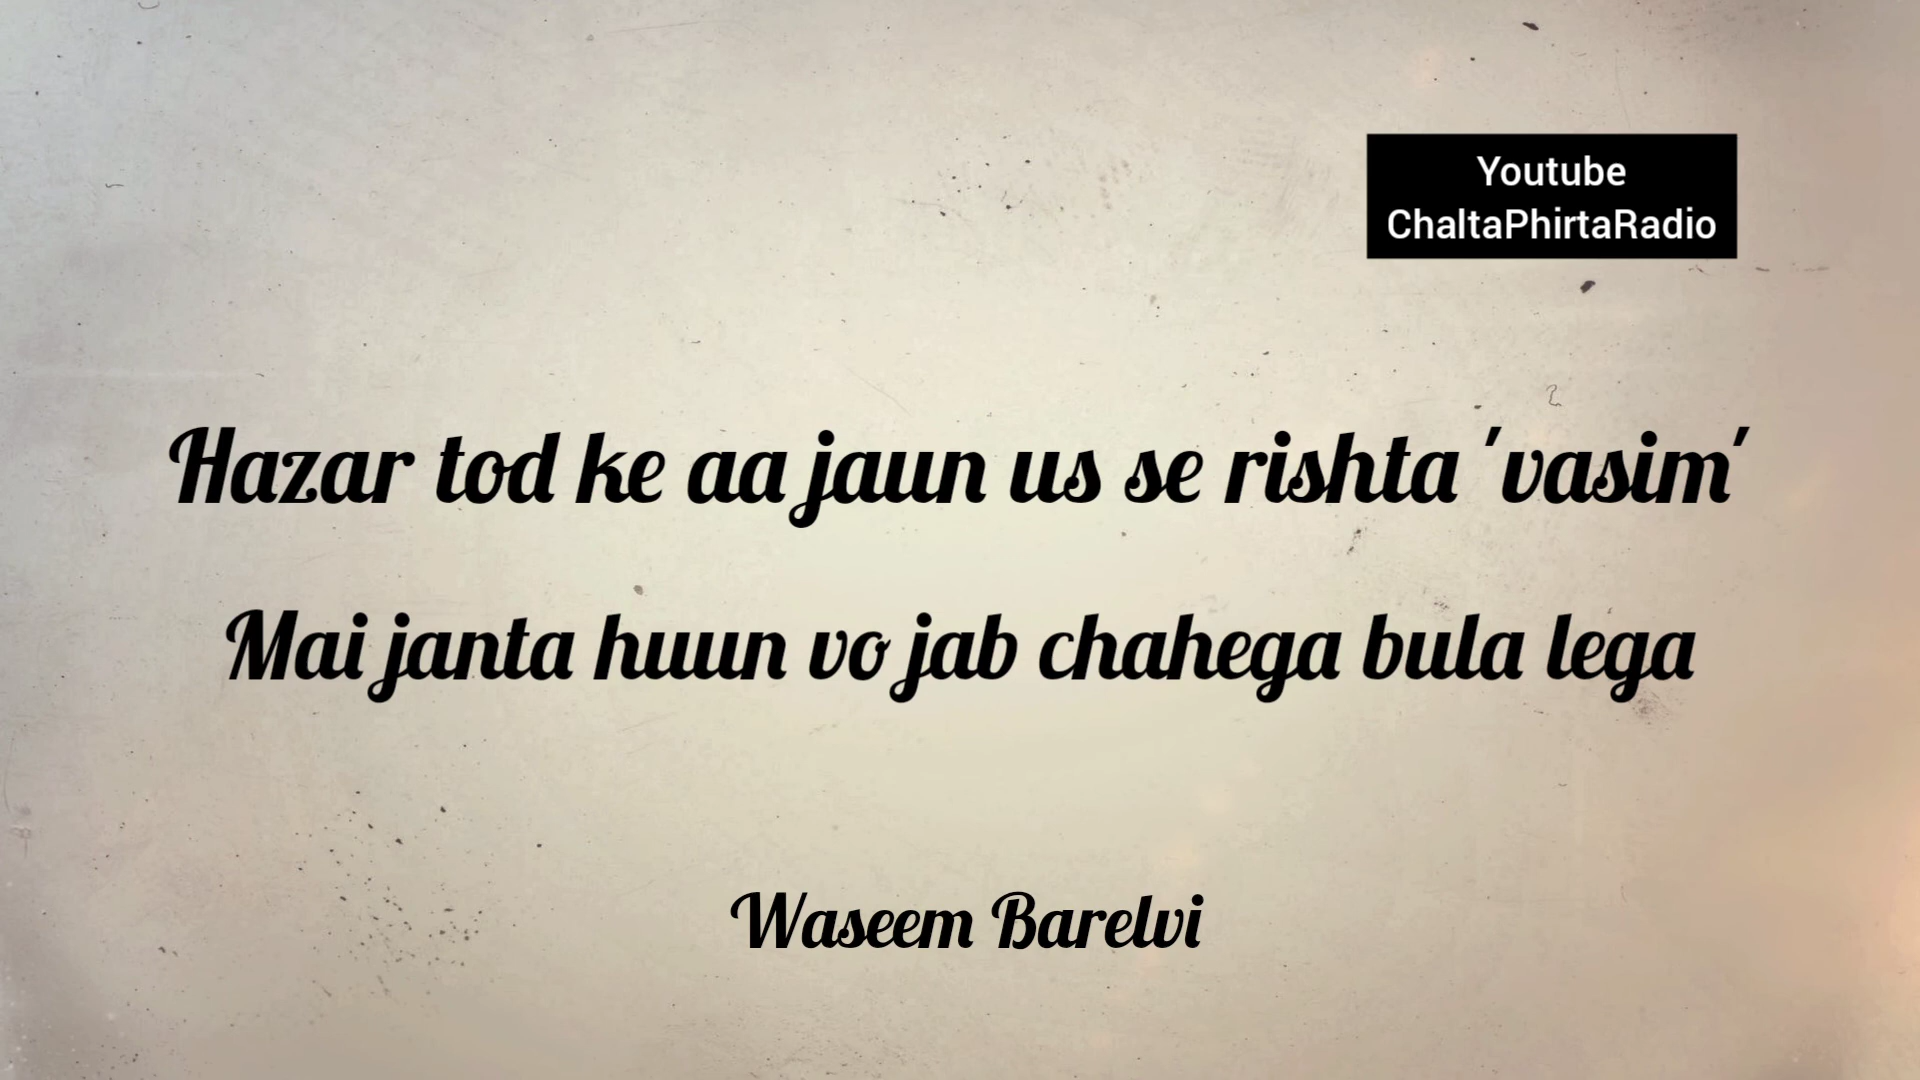 Youtube
ChaltaPhirtaRadio
Hazar tod ke aa jaun us se rishta 'vasim'
Mai janta huun vo jab chahega bula lega
Waseem Barelvi